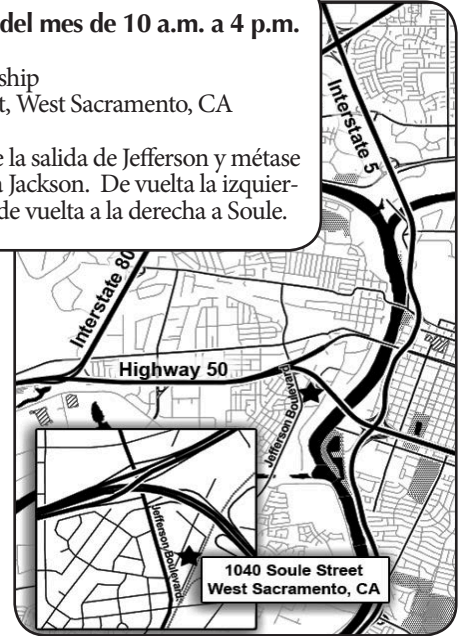 del mes de 10 a.m. a 4 p.m.
ship
t, West Sacramento, CA
e la salida de Jefferson y métase
a Jackson. De vuelta la izquier-
de vuelta a la derecha a Soule.
Interstate 5
Interstate 80
Highway 50
Jefferson Boulevard
Jefferson Boulevard
1040 Soule Street
West Sacramento, CA